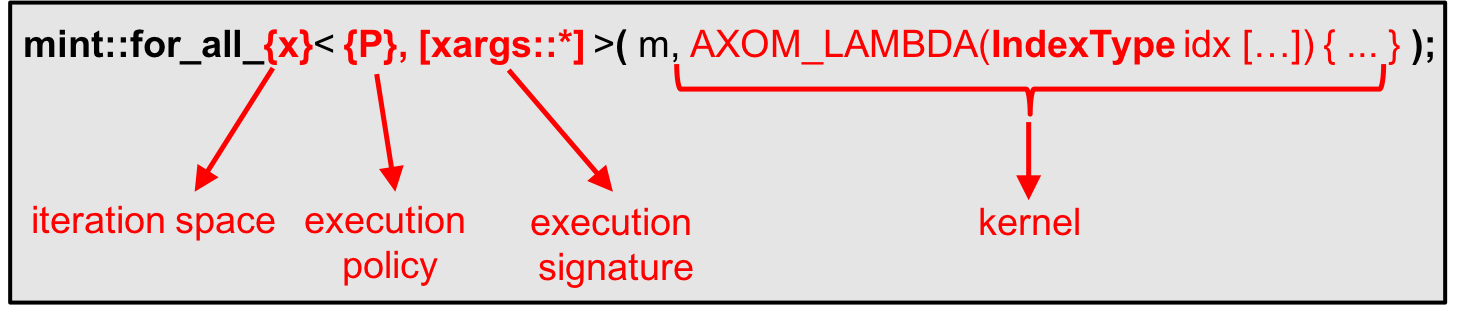 mint::for_all_{x}< {P}, [xargs::*] >( m, AXOM_LAMBDA(IndexType idx [...]) { ... } );
iteration space execution policy execution signature kernel